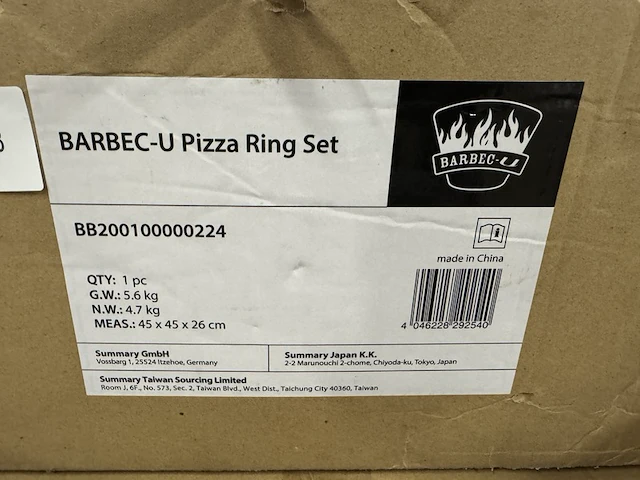 BARBEC-U Pizza Ring Set
BARBEC-U
BB200100000224
made in China
QTY: 1 pc
G.W.: 5.6 kg
N.W.: 4.7 kg
MEAS.: 45 x 45 x 26 cm
4 046228 292540
Summary GmbH
Vossbarg 1, 25524 Itzehoe, Germany
Summary Japan K.K.
2-2 Marunouchi 2-chome, Chiyoda-ku, Tokyo, Japan
Summary Taiwan Sourcing Limited
Room J, 6F., No. 573, Sec. 2, Taiwan Blvd., West Dist., Taichung City 40360, Taiwan